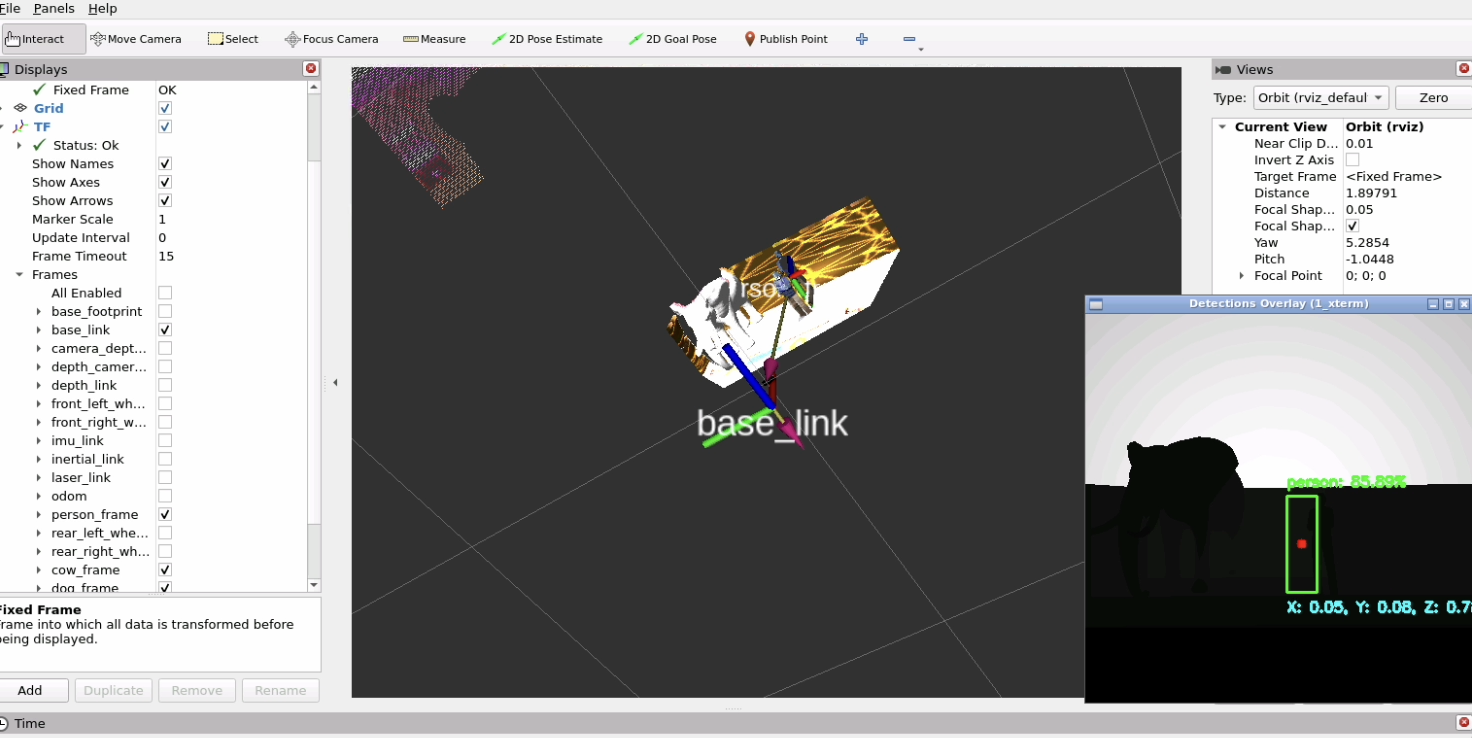 File Panels Help
Interact Move Camera Select Focus Camera Measure 2D Pose Estimate 2D Goal Pose Publish Point
Displays
Fixed Frame OK
Grid
TF
Status: Ok
Show Names
Show Axes
Show Arrows
Marker Scale 1
Update Interval 0
Frame Timeout 15
Frames
All Enabled
base_footprint
base_link
camera_dept...
depth_camer...
depth_link
front_left_wh...
front_right_w...
imu_link
inertial_link
laser_link
odom
person_frame
rear_left_whe...
rear_right_wh...
cow_frame
dog_frame
Fixed Frame
Frame into which all data is transformed before
being displayed.
Add Duplicate Remove Rename
Time
base_link
Views
Type: Orbit (rviz_defaul Zero
Current View Orbit (rviz)
Near Clip D... 0.01
Invert Z Axis
Target Frame <Fixed Frame>
Distance 1.89791
Focal Shap... 0.05
Focal Shap...
Yaw 5.2854
Pitch -1.0448
Focal Point 0; 0; 0
Detections Overlay (1_xterm)
person: 85.89%
X: 0.05, Y: 0.08, Z: 0.7